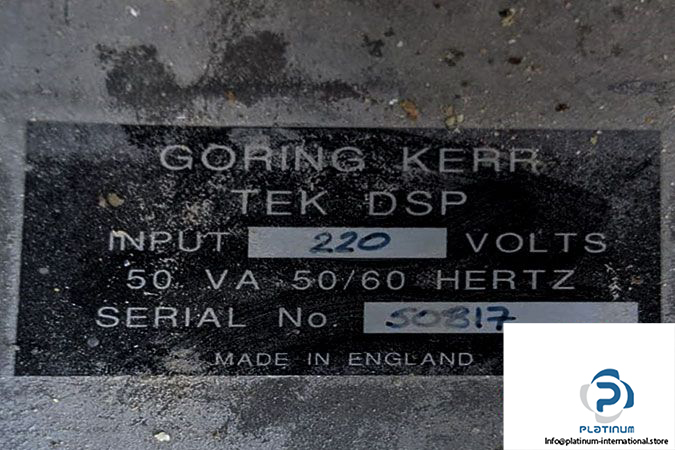 GORING KERR
TEK DSP
INPUT 220 VOLTS
50 VA 50/60 HERTZ
SERIAL No. 50817
MADE IN ENGLAND
PLATINUM
Info@platinum-international.store